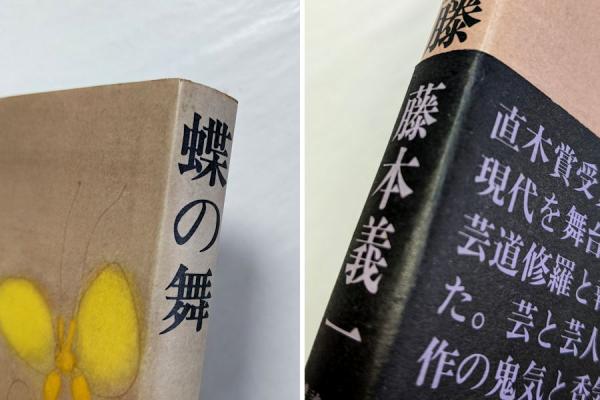 蝶の舞
藤
藤本義一
直木賞受
現代を舞台
芸道修羅と
た。芸と芸人
作の鬼気と